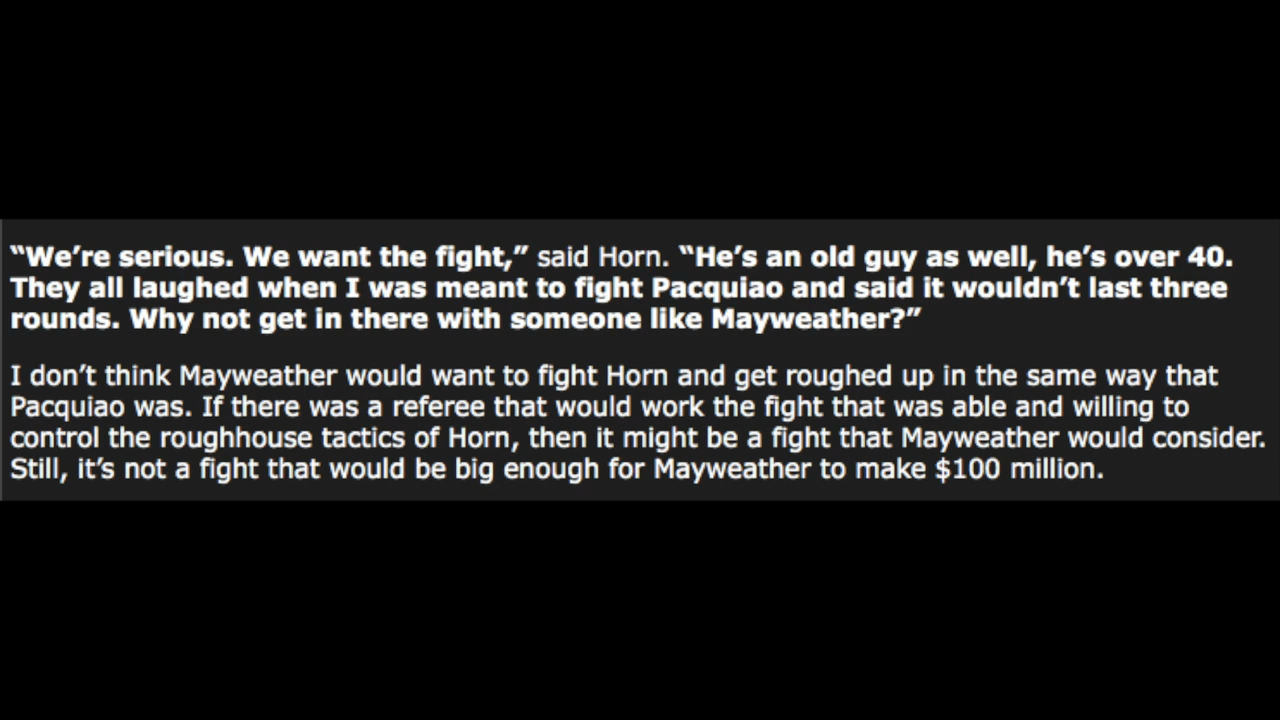 “We’re serious. We want the fight,” said Horn. “He’s an old guy as well, he’s over 40.
They all laughed when I was meant to fight Pacquiao and said it wouldn’t last three
rounds. Why not get in there with someone like Mayweather?”
I don’t think Mayweather would want to fight Horn and get roughed up in the same way that
Pacquiao was. If there was a referee that would work the fight that was able and willing to
control the roughhouse tactics of Horn, then it might be a fight that Mayweather would consider.
Still, it’s not a fight that would be big enough for Mayweather to make $100 million.